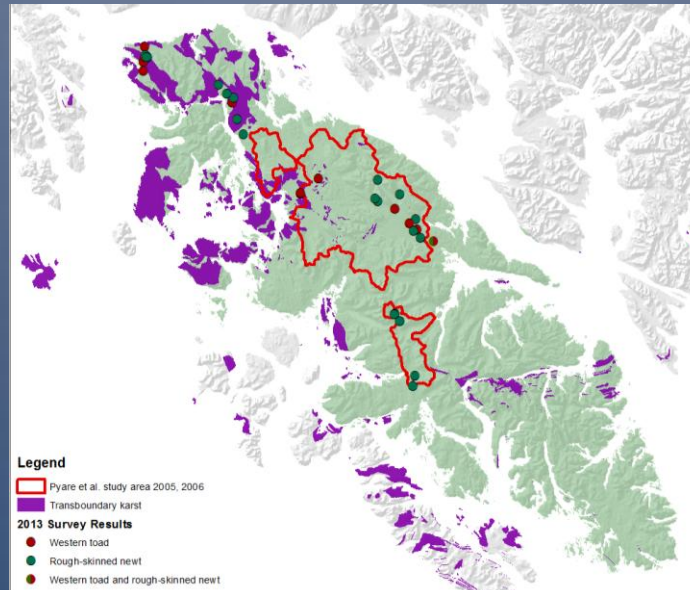 Legend
Pyare et al. study area 2005, 2006
Transboundary karst
2013 Survey Results
Western toad
Rough-skinned newt
Western toad and rough-skinned newt